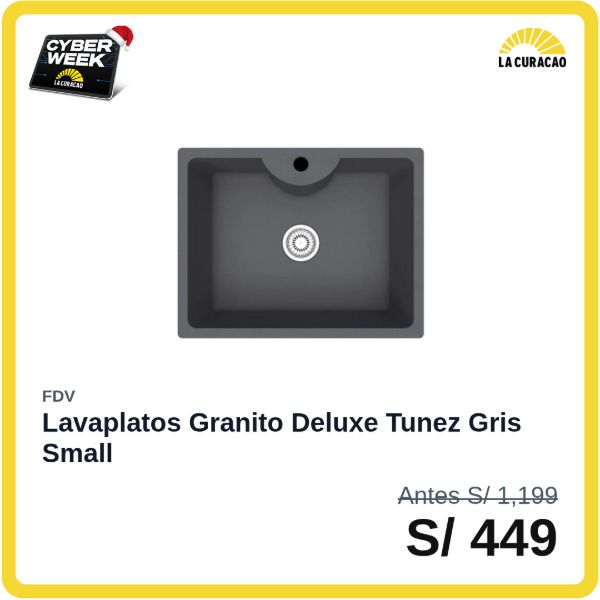 CYBER
WEEK
LA CURACAO
LA CURACAO
FDV
Lavaplatos Granito Deluxe Tunez Gris
Small
Antes S/ 1,199
S/ 449